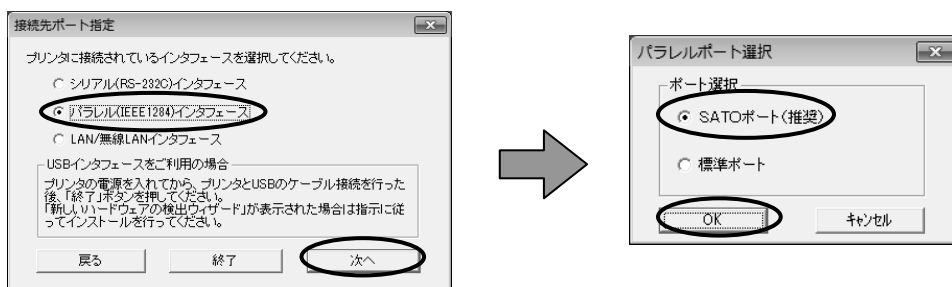 接続先ポート指定
プリンタに接続されているインタフェースを選択してください。
シリアル(RS-232C)インタフェース
パラレル(IEEE1284)インタフェース
LAN/無線LANインタフェース
USBインタフェースをご利用の場合
プリンタの電源を入れてから、プリンタとUSBのケーブル接続を行った
後、「終了」ボタンを押してください。
「新しいハードウェアの検出ウィザード」が表示された場合は指示に従
ってインストールを行ってください。
戻る
終了
次へ
パラレルポート選択
ポート選択
SATOポート(推奨)
標準ポート
OK
キャンセル